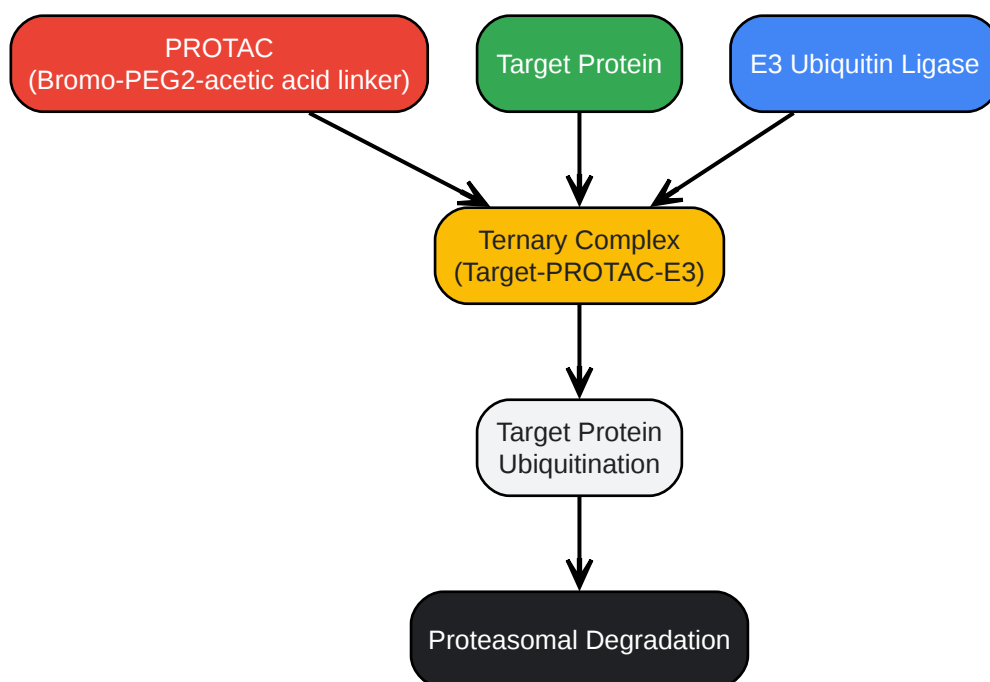 PROTAC
(Bromo-PEG2-acetic acid linker)
Target Protein
E3 Ubiquitin Ligase
Ternary Complex
(Target-PROTAC-E3)
Target Protein
Ubiquitination
Proteasomal Degradation